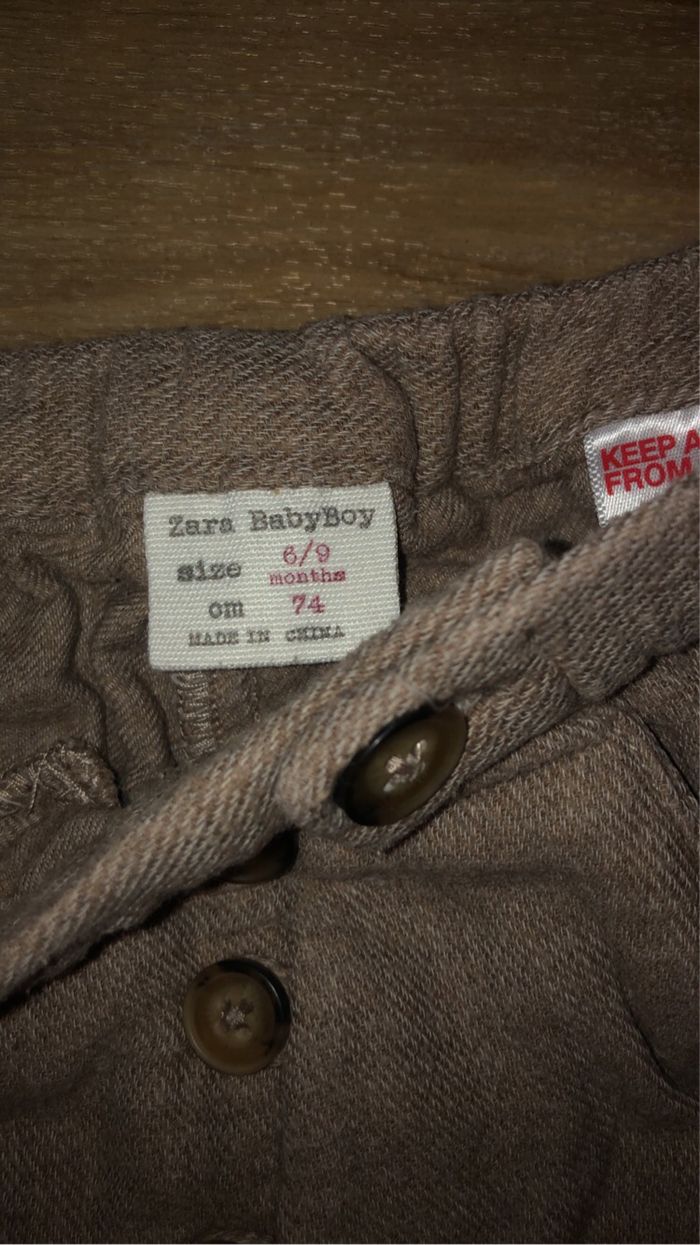 Zara BabyBoy
size 6/9
months
cm 74
MADE IN CHINA
KEEP A
FROM